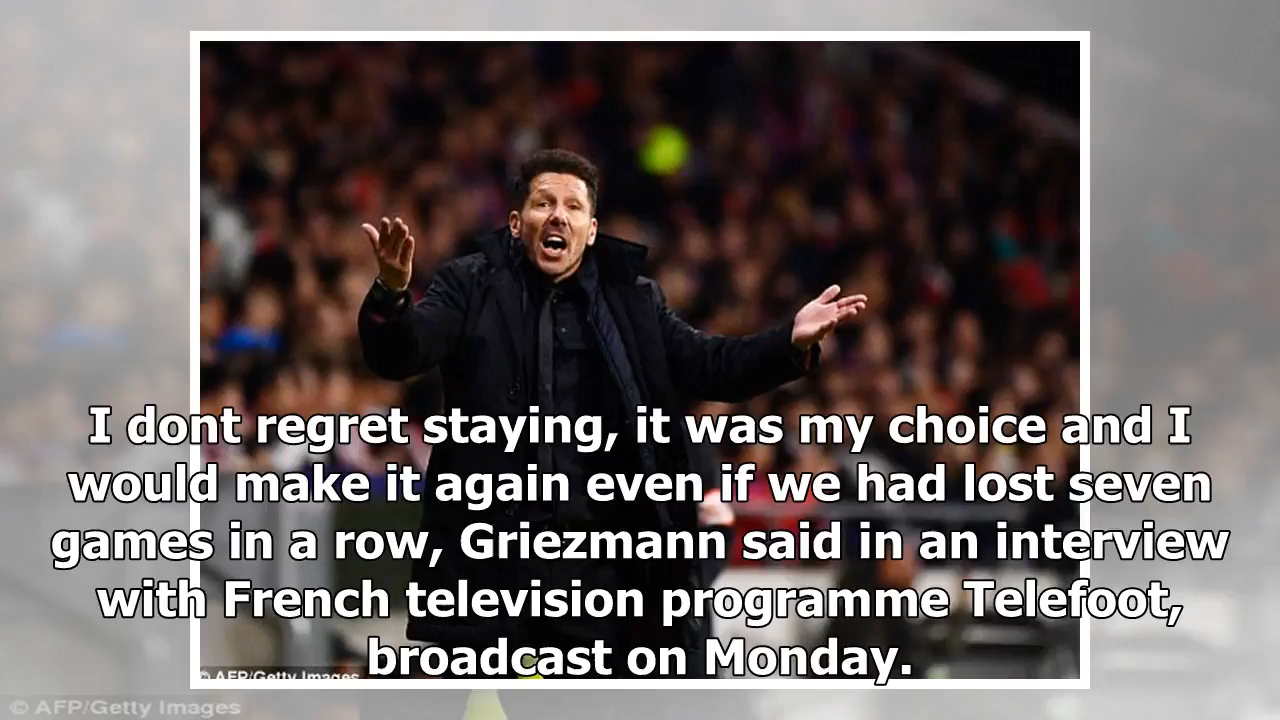 I dont regret staying, it was my choice and I
would make it again even if we had lost seven
games in a row, Griezmann said in an interview
with French television programme Telefoot,
broadcast on Monday.
© AFP/Getty Images
© AFP/Getty Images